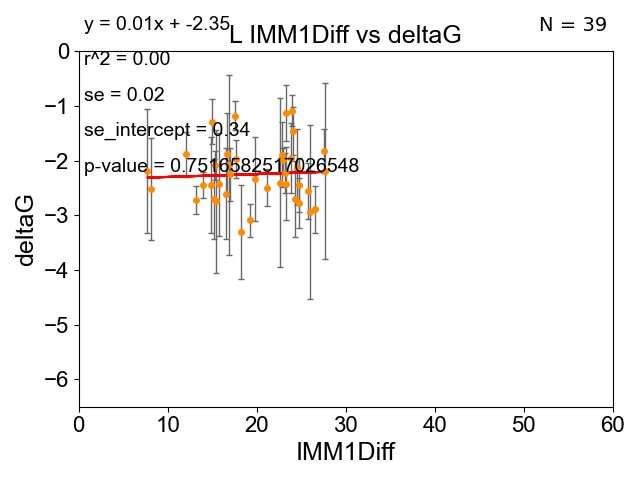 y = 0.01x + -2.35
N = 39
L IMM1Diff vs deltaG
r^2 = 0.00
se = 0.02
se_intercept = 0.34
p-value = 0.7516582517026548
deltaG
0
−1
−2
−3
−4
−5
−6
0 10 20 30 40 50 60
IMM1Diff